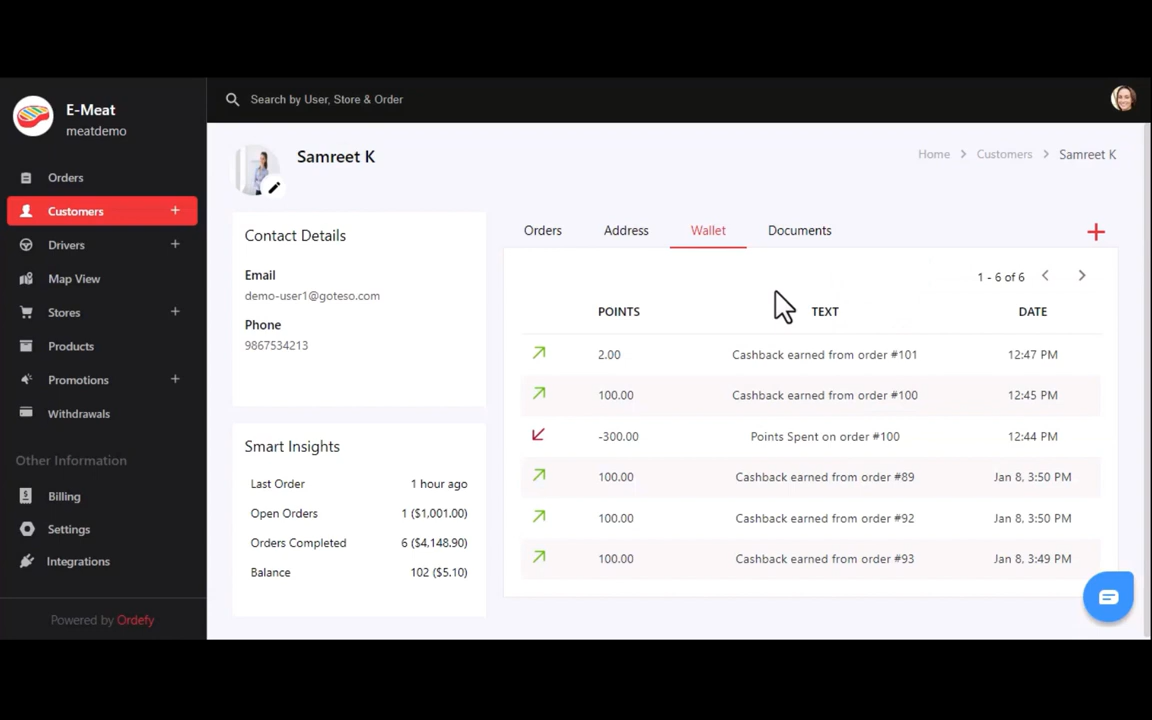 E-Meat
meatdemo
Search by User, Store & Order
Orders
Customers +
Drivers +
Map View
Stores +
Products
Promotions +
Withdrawals
Other Information
Billing
Settings
Integrations
Powered by Ordefy
Samreet K
Home > Customers > Samreet K
Contact Details
Email
demo-user1@goteso.com
Phone
9867534213
Smart Insights
Last Order 1 hour ago
Open Orders 1 ($1,001.00)
Orders Completed 6 ($4,148.90)
Balance 102 ($5.10)
Orders Address Wallet Documents +
1 - 6 of 6 < >
POINTS TEXT DATE
2.00 Cashback earned from order #101 12:47 PM
100.00 Cashback earned from order #100 12:45 PM
-300.00 Points Spent on order #100 12:44 PM
100.00 Cashback earned from order #89 Jan 8, 3:50 PM
100.00 Cashback earned from order #92 Jan 8, 3:50 PM
100.00 Cashback earned from order #93 Jan 8, 3:49 PM